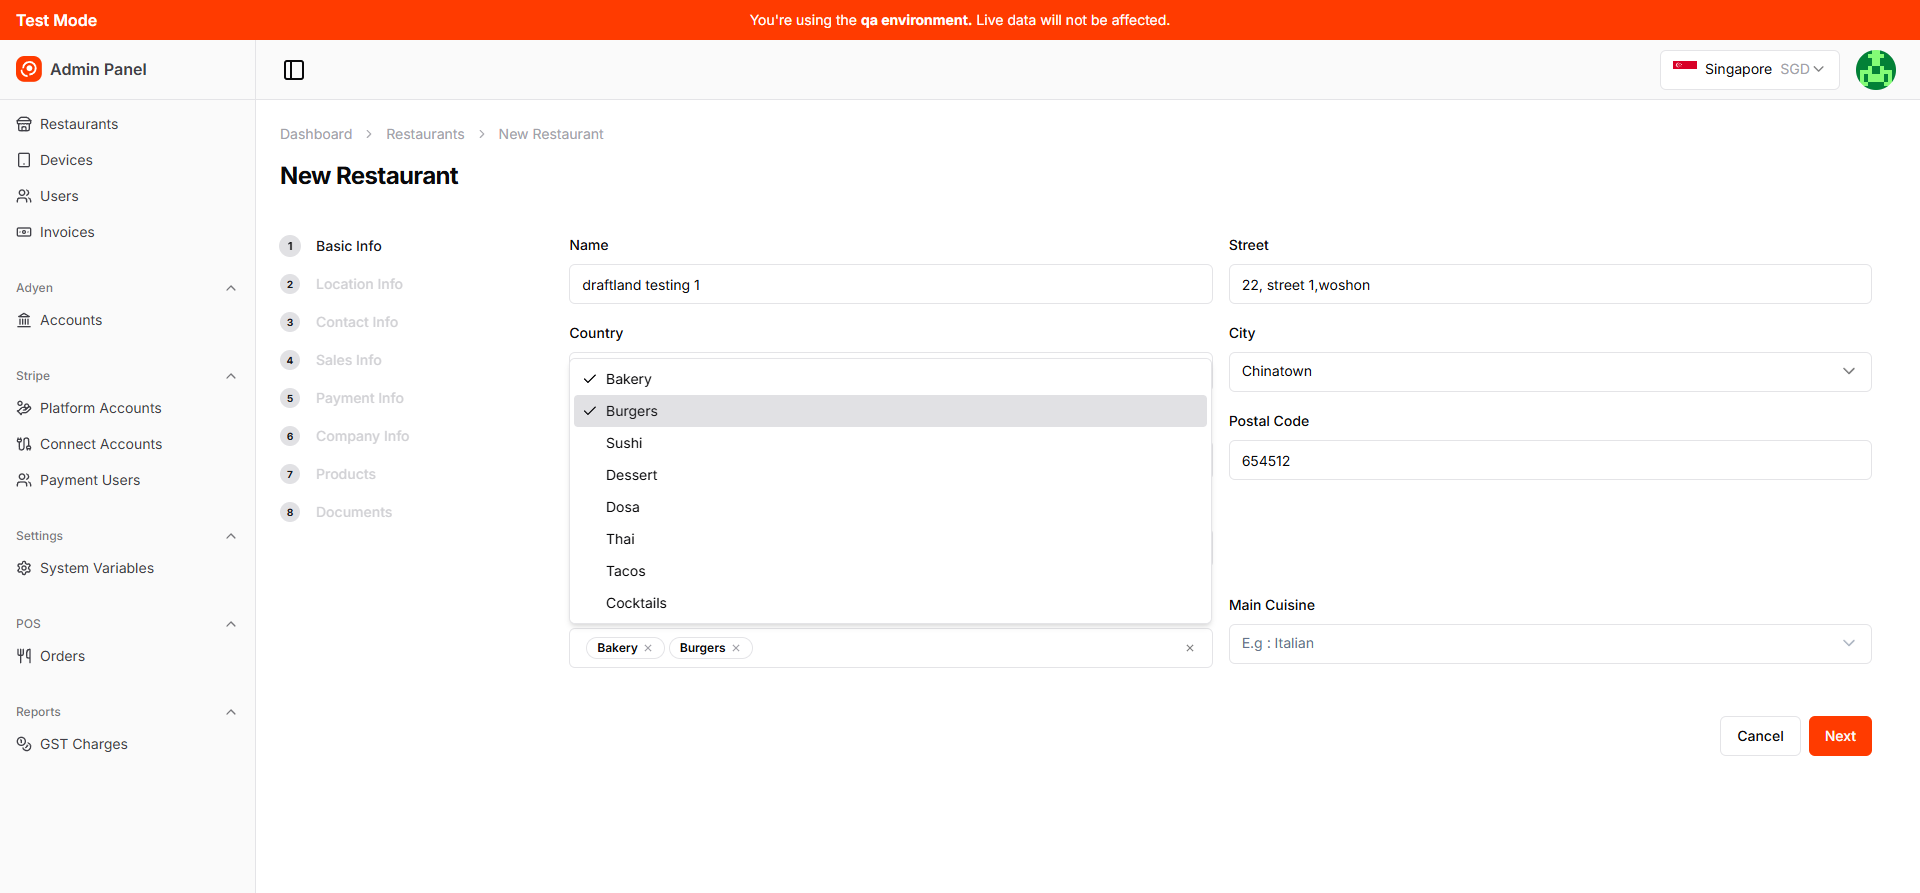 Test Mode
You're using the qa environment. Live data will not be affected.
Admin Panel
Singapore SGD
Restaurants
Devices
Users
Invoices
Adyen
Accounts
Stripe
Platform Accounts
Connect Accounts
Payment Users
Settings
System Variables
POS
Orders
Reports
GST Charges
Dashboard > Restaurants > New Restaurant
New Restaurant
1 Basic Info
2 Location Info
3 Contact Info
4 Sales Info
5 Payment Info
6 Company Info
7 Products
8 Documents
Name
draftland testing 1
Street
22, street 1,woshon
Country
City
Chinatown
Bakery
Burgers
Sushi
Dessert
Dosa
Thai
Tacos
Cocktails
Postal Code
654512
Bakery × Burgers ×
Main Cuisine
E.g : Italian
Cancel
Next